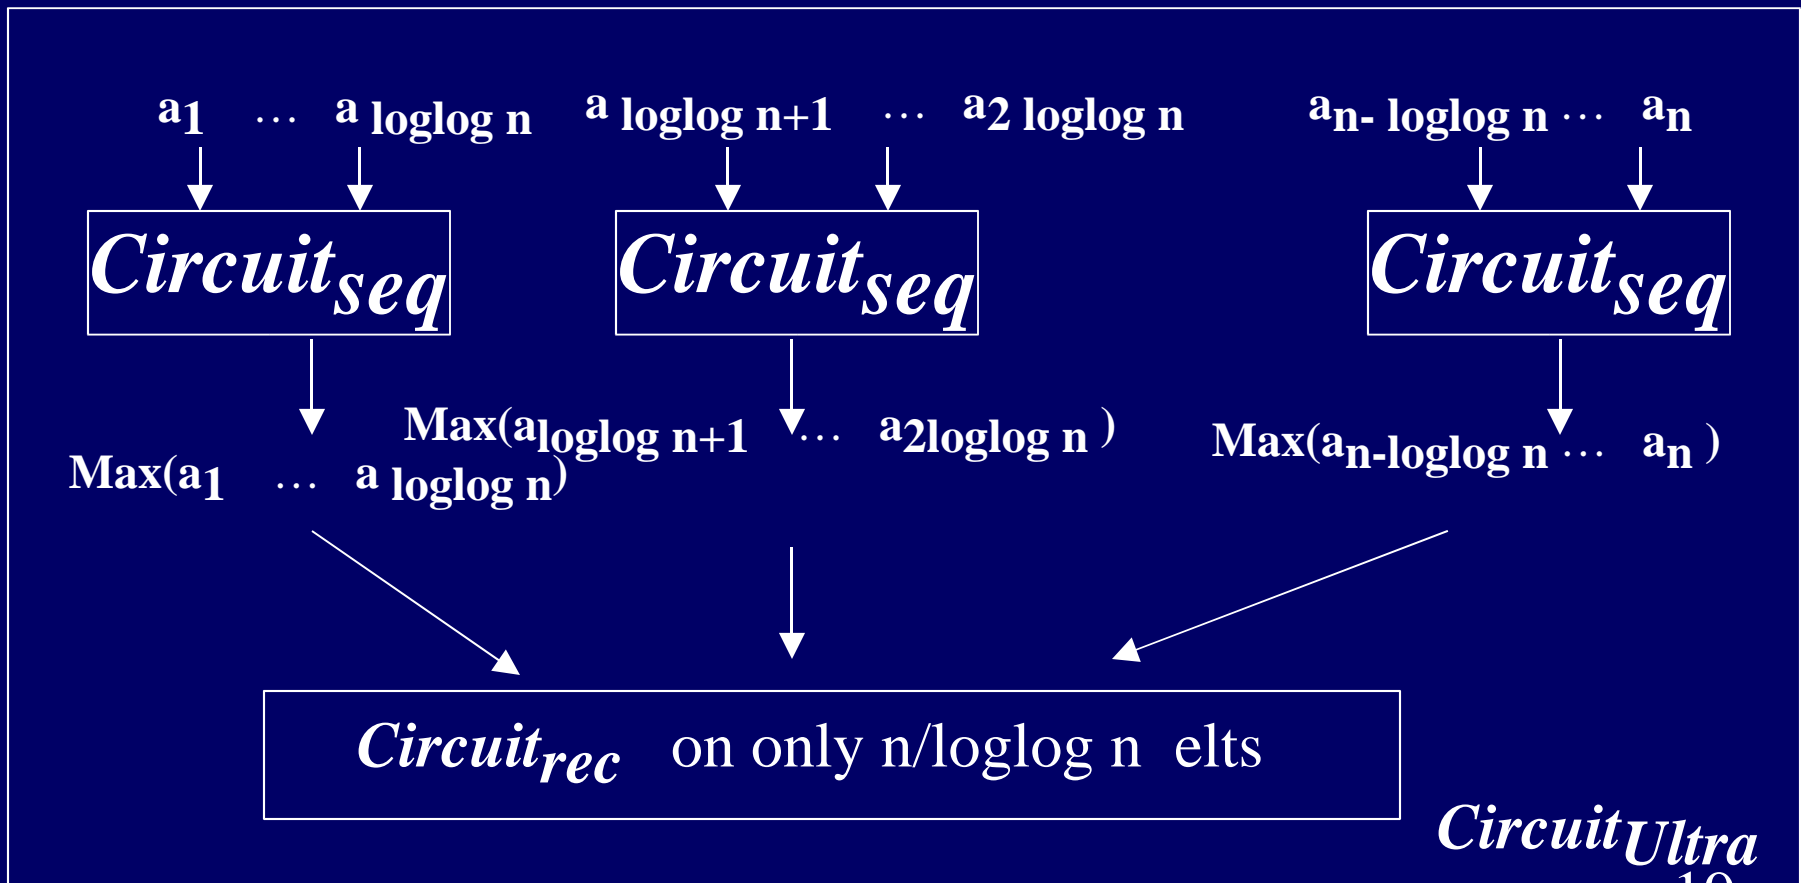 a1 … a loglog n a loglog n+1 … a2 loglog n an- loglog n … an
Circuitseq Circuitseq Circuitseq
Max(aloglog n+1 … a2loglog n ) Max(an-loglog n … an )
Max(a1 … a loglog n)
Circuitrec on only n/loglog n elts
CircuitUltra